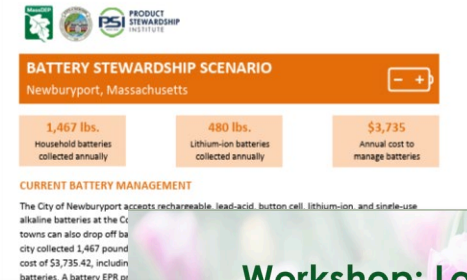 MassDEP
PSI PRODUCT
STEWARDSHIP
INSTITUTE
BATTERY STEWARDSHIP SCENARIO
Newburyport, Massachusetts
1,467 lbs.
Household batteries
collected annually
480 lbs.
Lithium-ion batteries
collected annually
$3,735
Annual cost to
manage batteries
CURRENT BATTERY MANAGEMENT
The City of Newburyport accepts rechargeable, lead-acid, button cell, lithium-ion, and single-use
alkaline batteries at the
towns can also drop off
city collected 1,467 pound
cost of $3,735.42, includin
batteries. A battery EPR
Workshop: